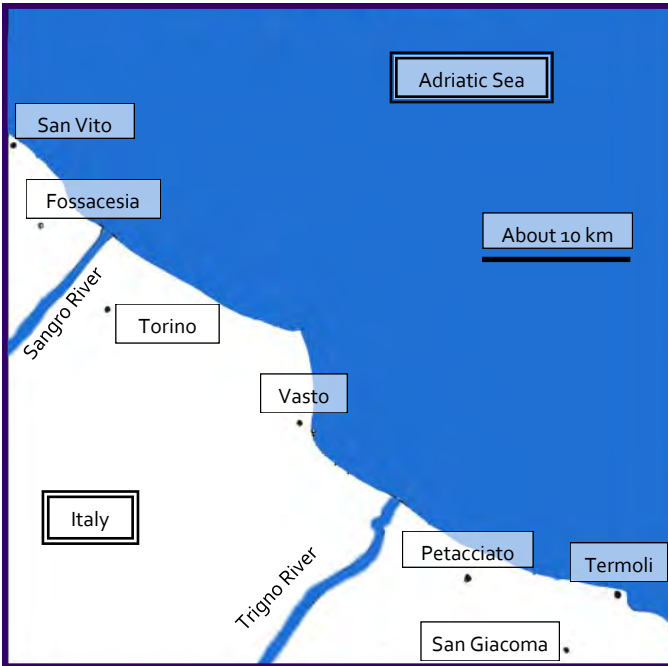 Adriatic Sea
San Vito
Fossacesia
About 10 km
Sangro River
Torino
Vasto
Italy
Trigno River
Petacciato
Termoli
San Giacoma